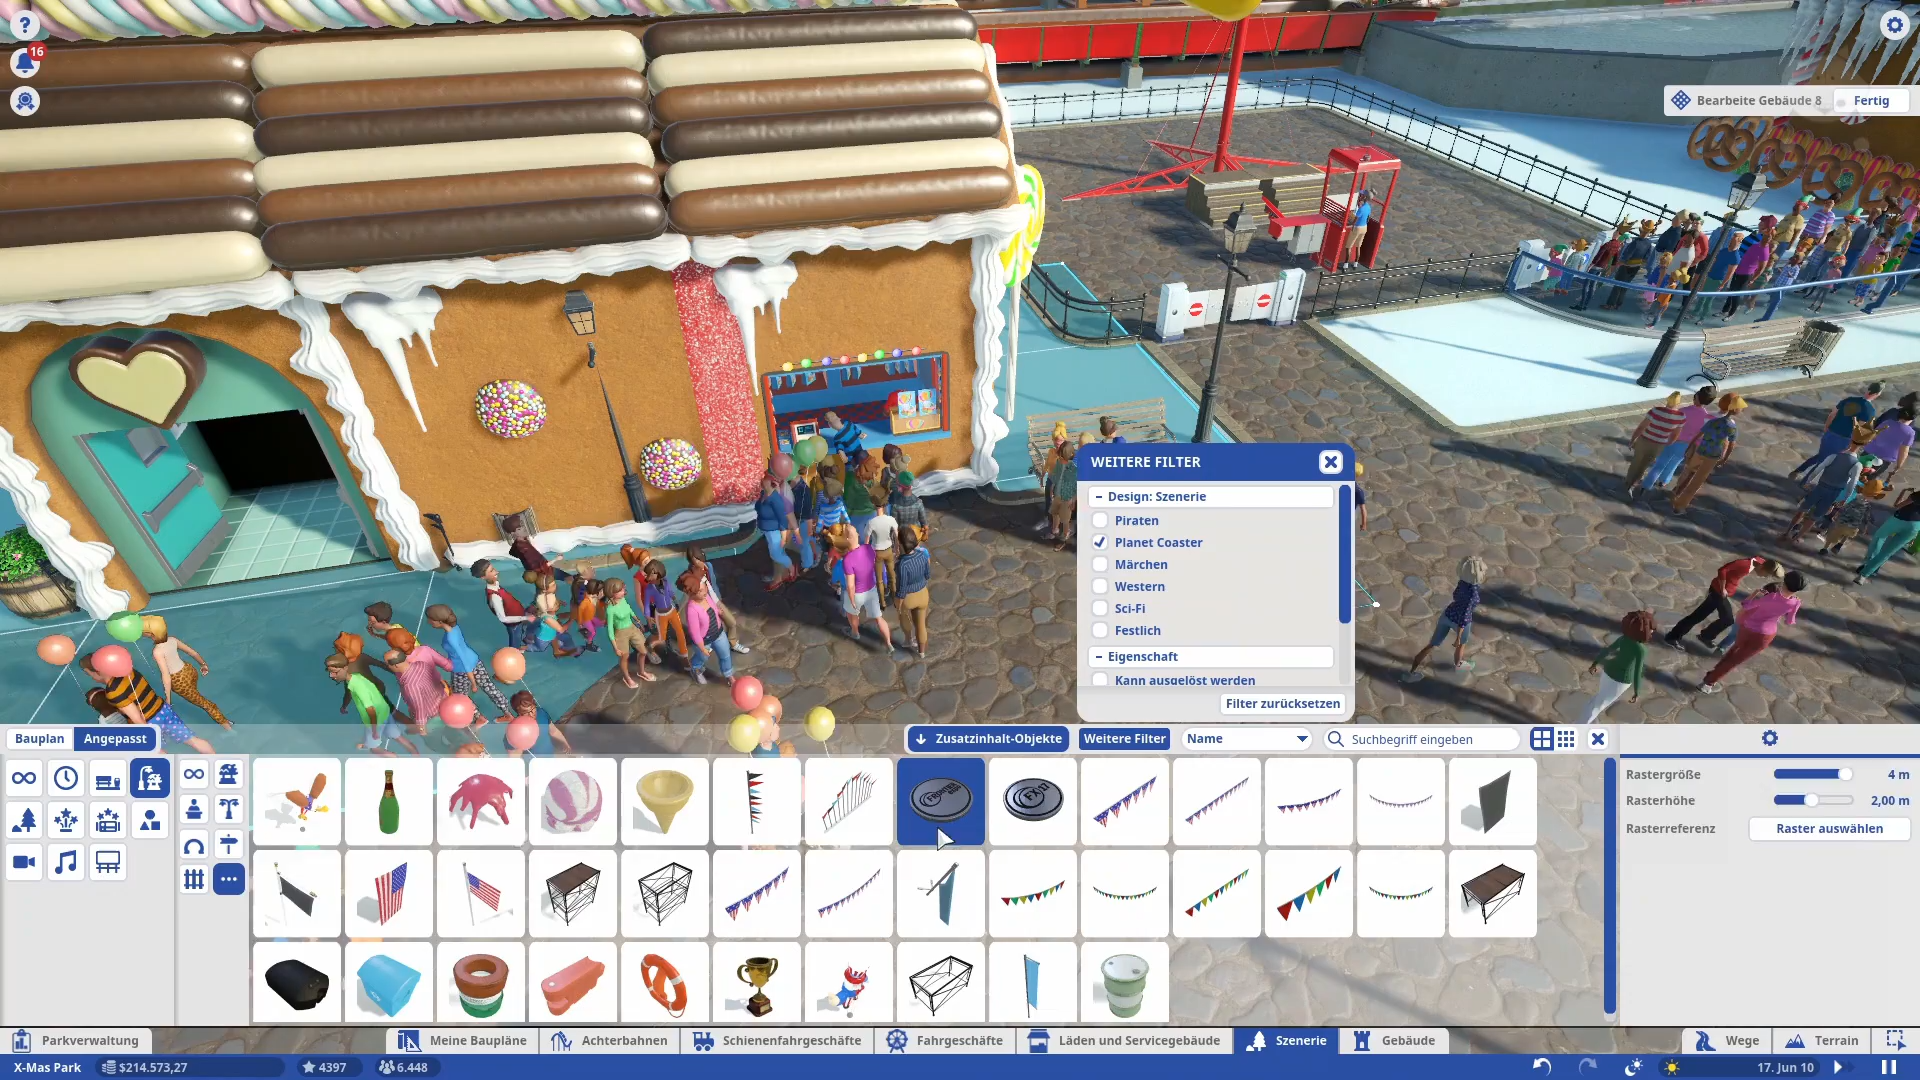 ?
16
Bearbeite Gebäude 8
Fertig
WEITERE FILTER
Design: Szenerie
Piraten
Planet Coaster
Märchen
Western
Sci-Fi
Festlich
Eigenschaft
Kann ausgelöst werden
Filter zurücksetzen
Bauplan
Angepasst
Zusatzinhalt-Objekte
Weitere Filter
Name
Suchbegriff eingeben
FRONTIER
FX
Rastergröße
4 m
Rasterhöhe
2,00 m
Rasterreferenz
Raster auswählen
Parkverwaltung
Meine Baupläne
Achterbahnen
Schienenfahrgeschäfte
Fahrgeschäfte
Läden und Servicegebäude
Szenerie
Gebäude
Wege
Terrain
X-Mas Park
$214.573,27
4397
6.448
17. Jun 10